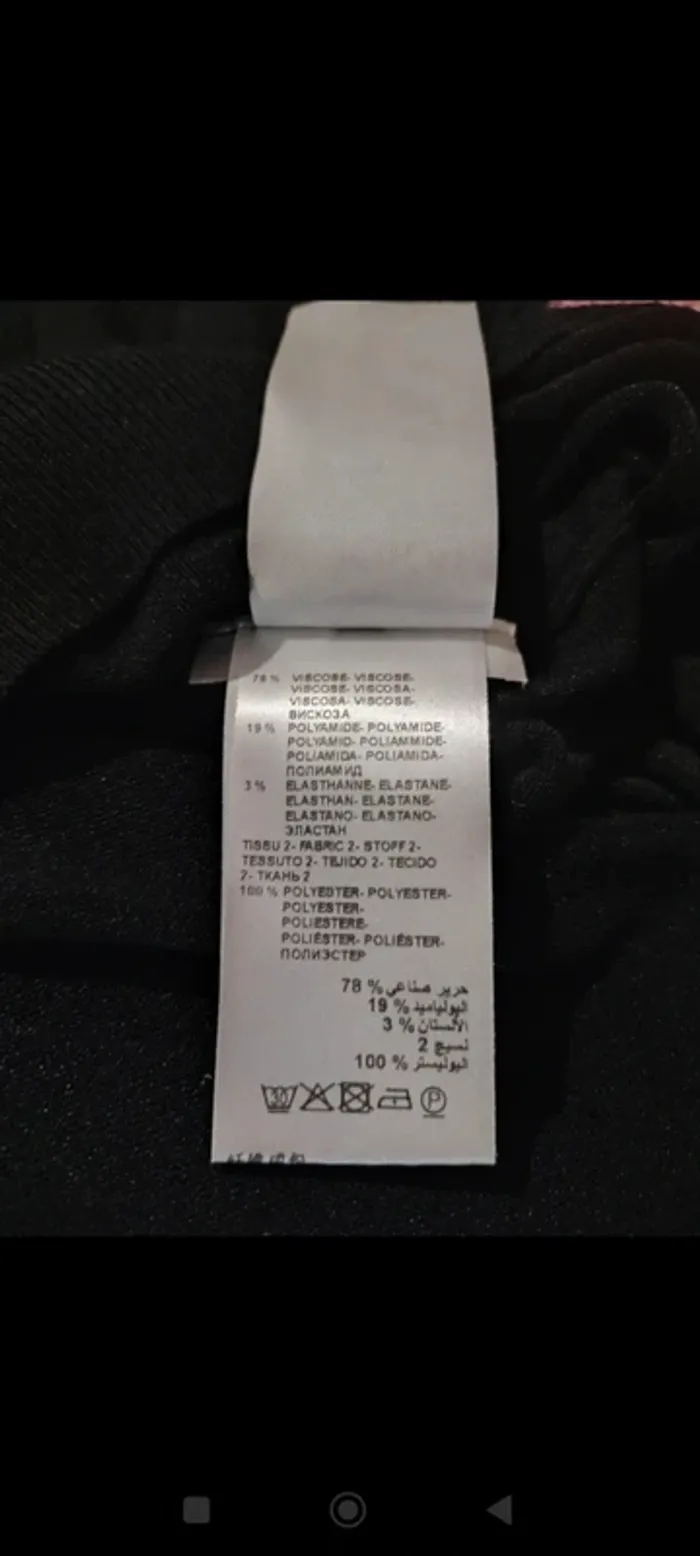 78 % VISCOSE- VISCOSE-
VISCOSE- VISCOSA-
VISCOSA- VISCOSE-
ВИСКОЗА
19 % POLYAMIDE- POLYAMIDE-
POLYAMID- POLIAMMIDE-
POLIAMIDA- POLIAMIDA-
ПОЛИАМИД
3 % ELASTHANNE- ELASTANE-
ELASTHAN- ELASTANE-
ELASTANO- ELASTANO-
ЭЛАСТАН
TISSU 2- FABRIC 2- STOFF 2-
TESSUTO 2- TEJIDO 2- TECIDO
2- ТКАНЬ 2
100 % POLYESTER- POLYESTER-
POLYESTER-
POLIESTERE-
POLIÉSTER- POLIÉSTER-
ПОЛИЭСТЕР
حرير صناعي % 78
البولياميد % 19
الألستان % 3
نسيج 2
البوليستر % 100
30 P